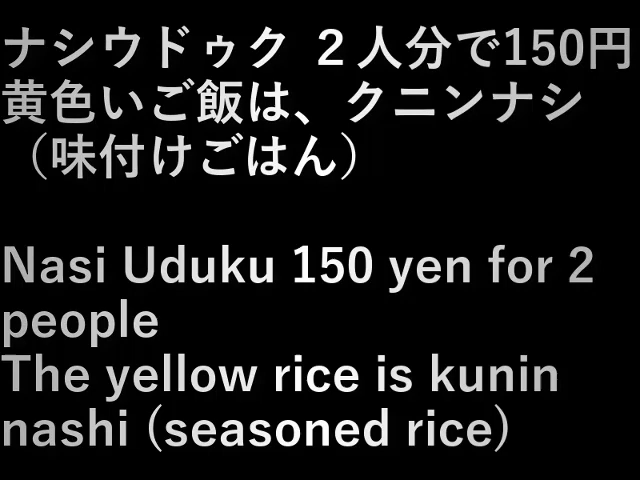 ナシウドゥク ２人分で150円
黄色いご飯は、クニンナシ
（味付けごはん）
Nasi Uduku 150 yen for 2
people
The yellow rice is kunin
nashi (seasoned rice)